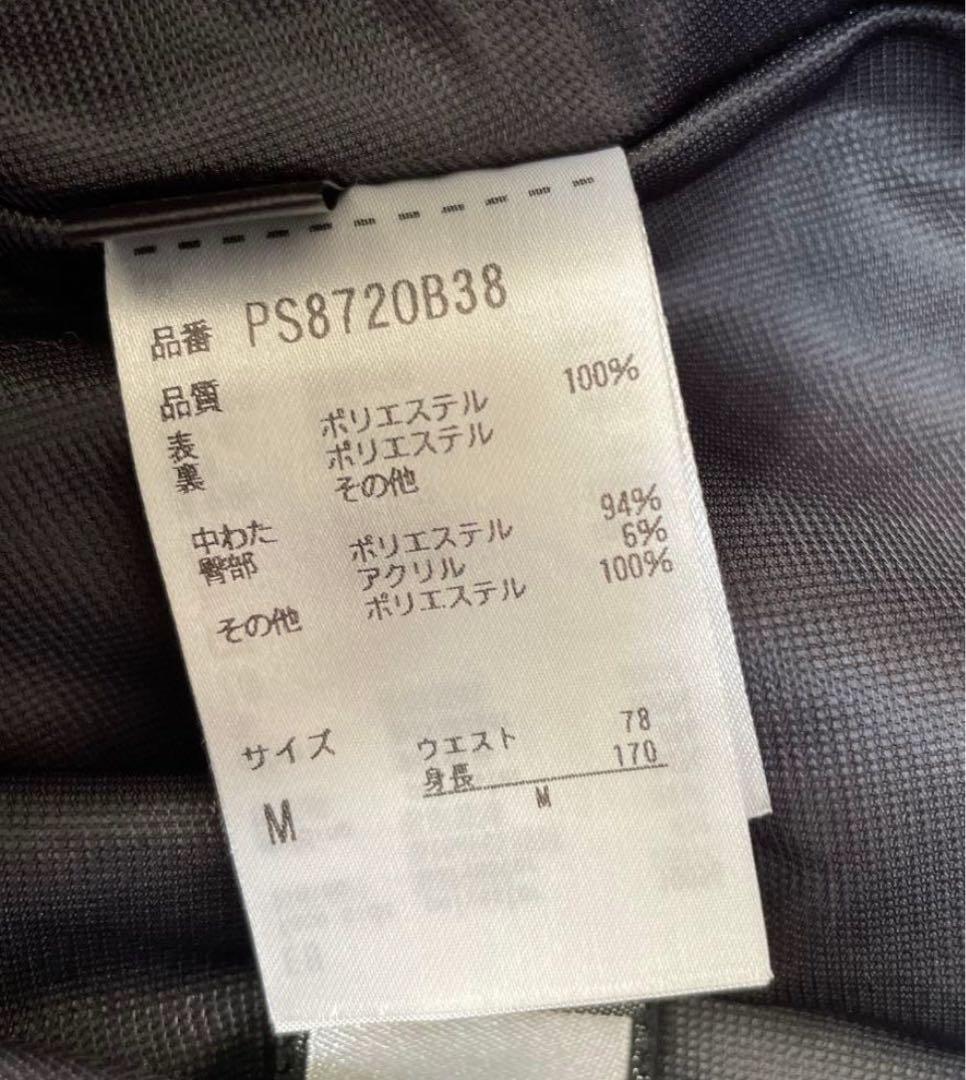 品番 PS8720B38
品質
表 ポリエステル 100%
裏 ポリエステル
その他
中わた ポリエステル 94%
臀部 アクリル 6%
その他 ポリエステル 100%
サイズ ウエスト 78
身長 170
M M